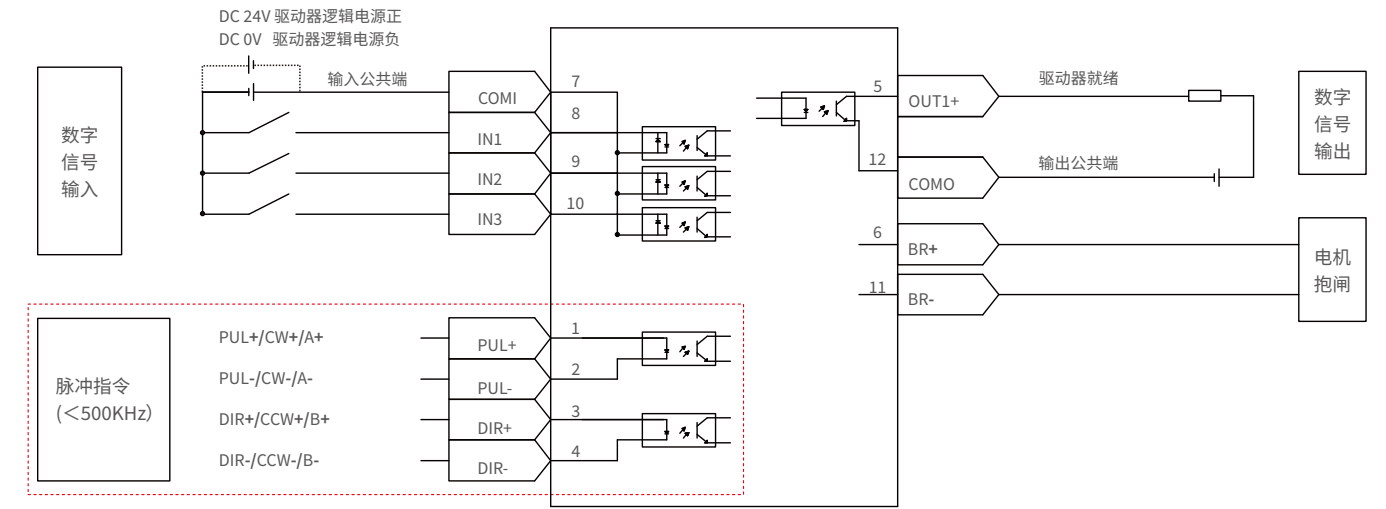 DC 24V 驱动器逻辑电源正
DC 0V 驱动器逻辑电源负
数字
信号
输入
输入公共端
COMI
7
8
IN1
9
IN2
10
IN3
5
OUT1+
驱动器就绪
12
COMO
输出公共端
数字
信号
输出
6
BR+
11
BR-
电机
抱闸
脉冲指令
(＜500KHz)
PUL+/CW+/A+
PUL+
1
PUL-/CW-/A-
PUL-
2
DIR+/CCW+/B+
DIR+
3
DIR-/CCW-/B-
DIR-
4